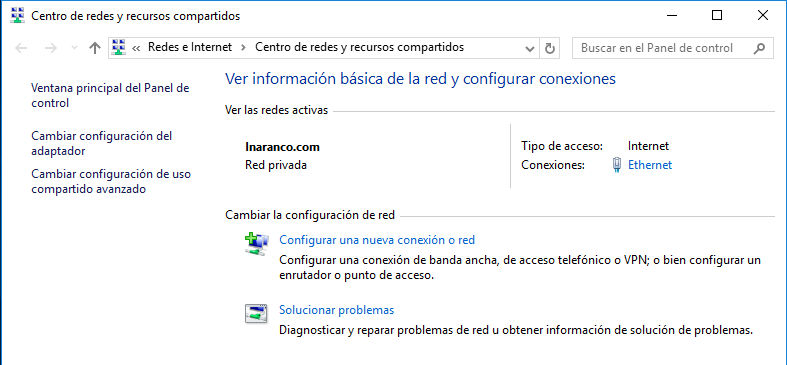 Centro de redes y recursos compartidos
« Redes e Internet > Centro de redes y recursos compartidos
Buscar en el Panel de control
Ventana principal del Panel de
control
Cambiar configuración del
adaptador
Cambiar configuración de uso
compartido avanzado
Ver información básica de la red y configurar conexiones
Ver las redes activas
lnaranco.com
Red privada
Tipo de acceso: Internet
Conexiones: Ethernet
Cambiar la configuración de red
Configurar una nueva conexión o red
Configurar una conexión de banda ancha, de acceso telefónico o VPN; o bien configurar un
enrutador o punto de acceso.
Solucionar problemas
Diagnosticar y reparar problemas de red u obtener información de solución de problemas.